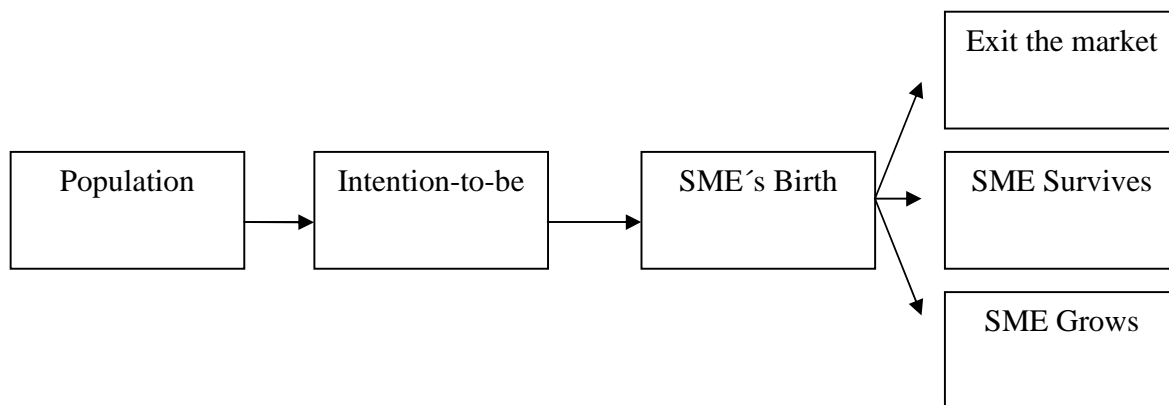 Exit the market
Population
Intention-to-be
SME´s Birth
SME Survives
SME Grows